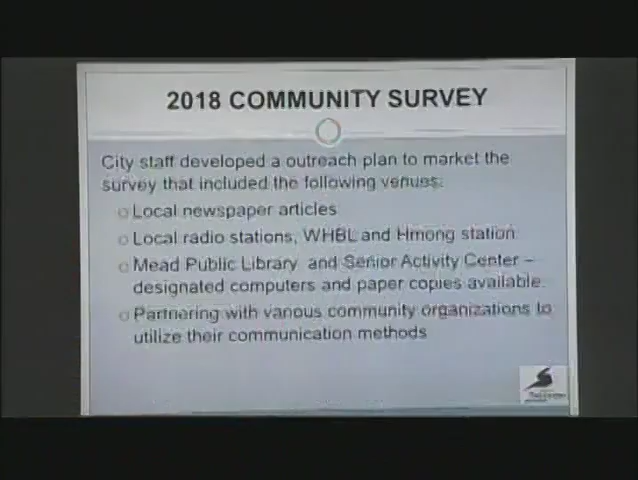 2018 COMMUNITY SURVEY
City staff developed a outreach plan to market the
survey that included the following venues:
Local newspaper articles
Local radio stations, WHBL and Hmong station
Mead Public Library and Senior Activity Center –
designated computers and paper copies available.
Partnering with various community organizations to
utilize their communication methods